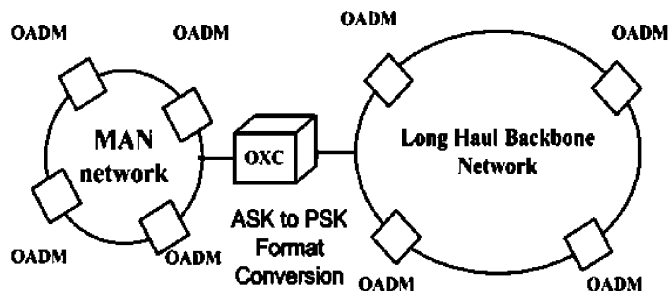 OADM
OADM
OADM
OADM
MAN
network
OXC
Long Haul Backbone
Network
ASK to PSK
Format
Conversion
OADM
OADM
OADM
OADM